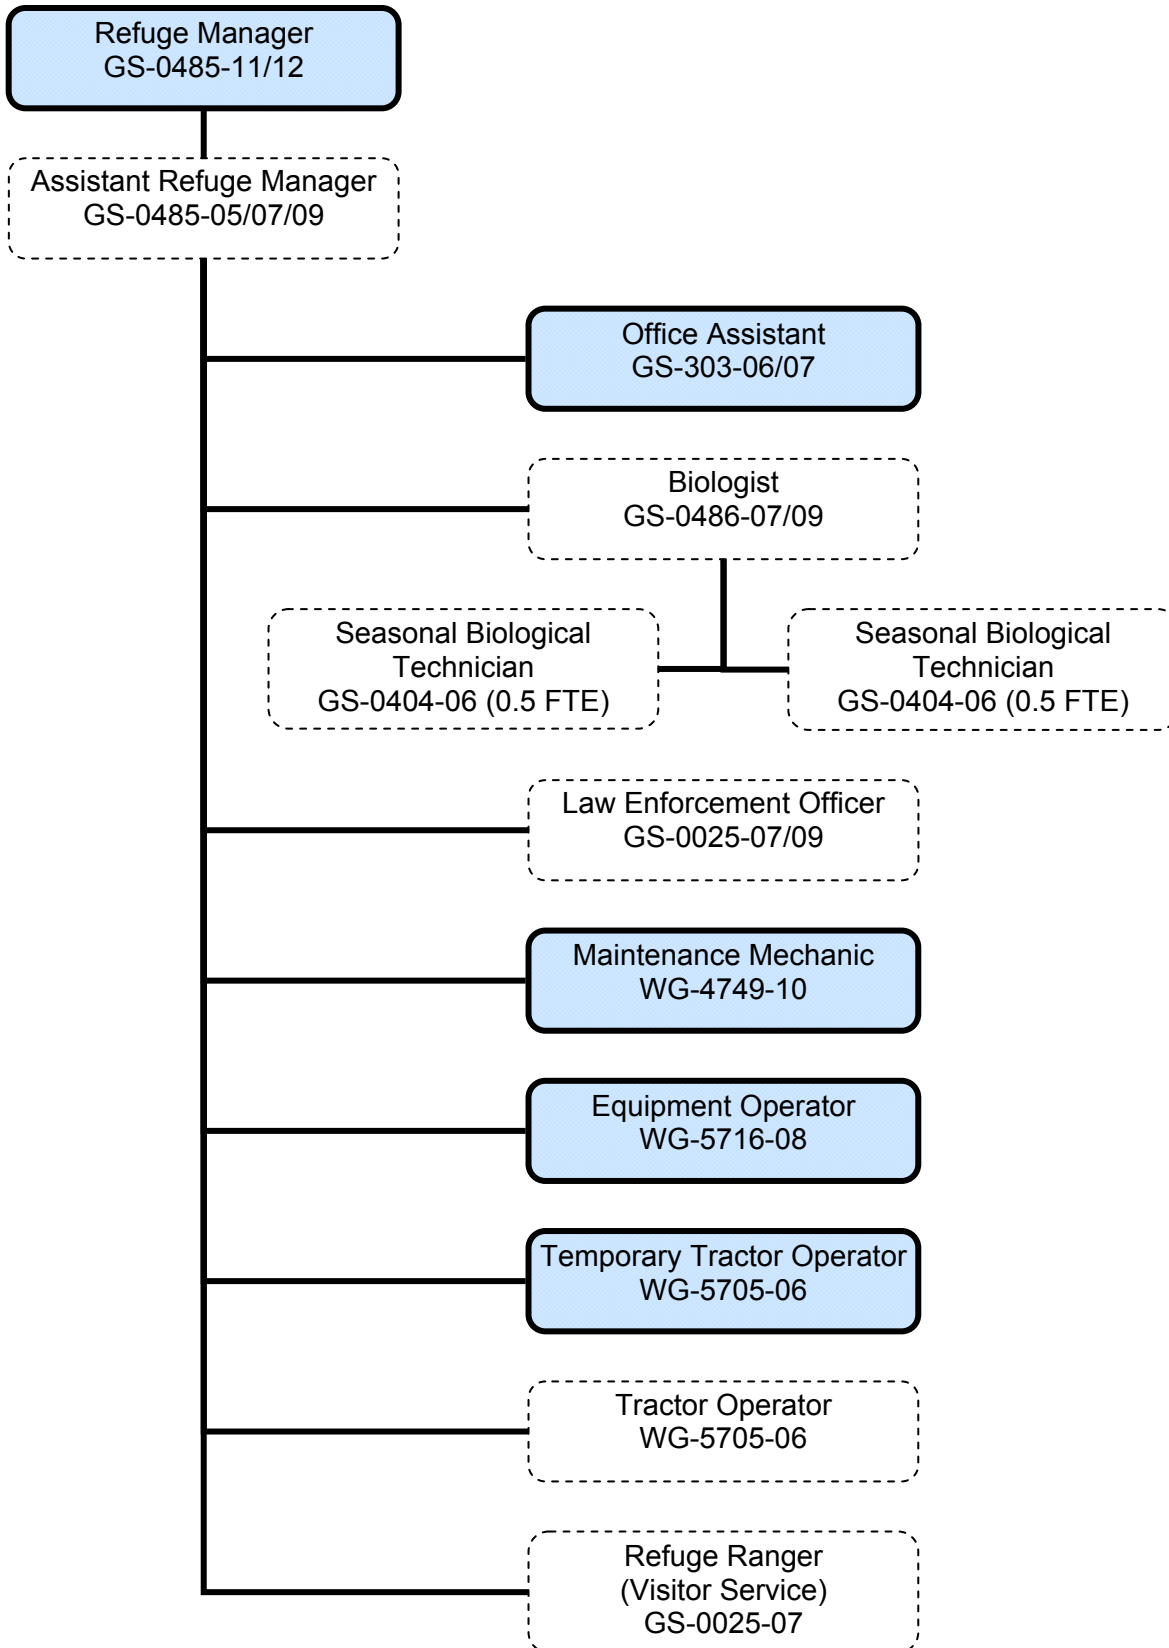 Refuge Manager
GS-0485-11/12
Assistant Refuge Manager
GS-0485-05/07/09
Office Assistant
GS-303-06/07
Biologist
GS-0486-07/09
Seasonal Biological
Technician
GS-0404-06 (0.5 FTE)
Seasonal Biological
Technician
GS-0404-06 (0.5 FTE)
Law Enforcement Officer
GS-0025-07/09
Maintenance Mechanic
WG-4749-10
Equipment Operator
WG-5716-08
Temporary Tractor Operator
WG-5705-06
Tractor Operator
WG-5705-06
Refuge Ranger
(Visitor Service)
GS-0025-07